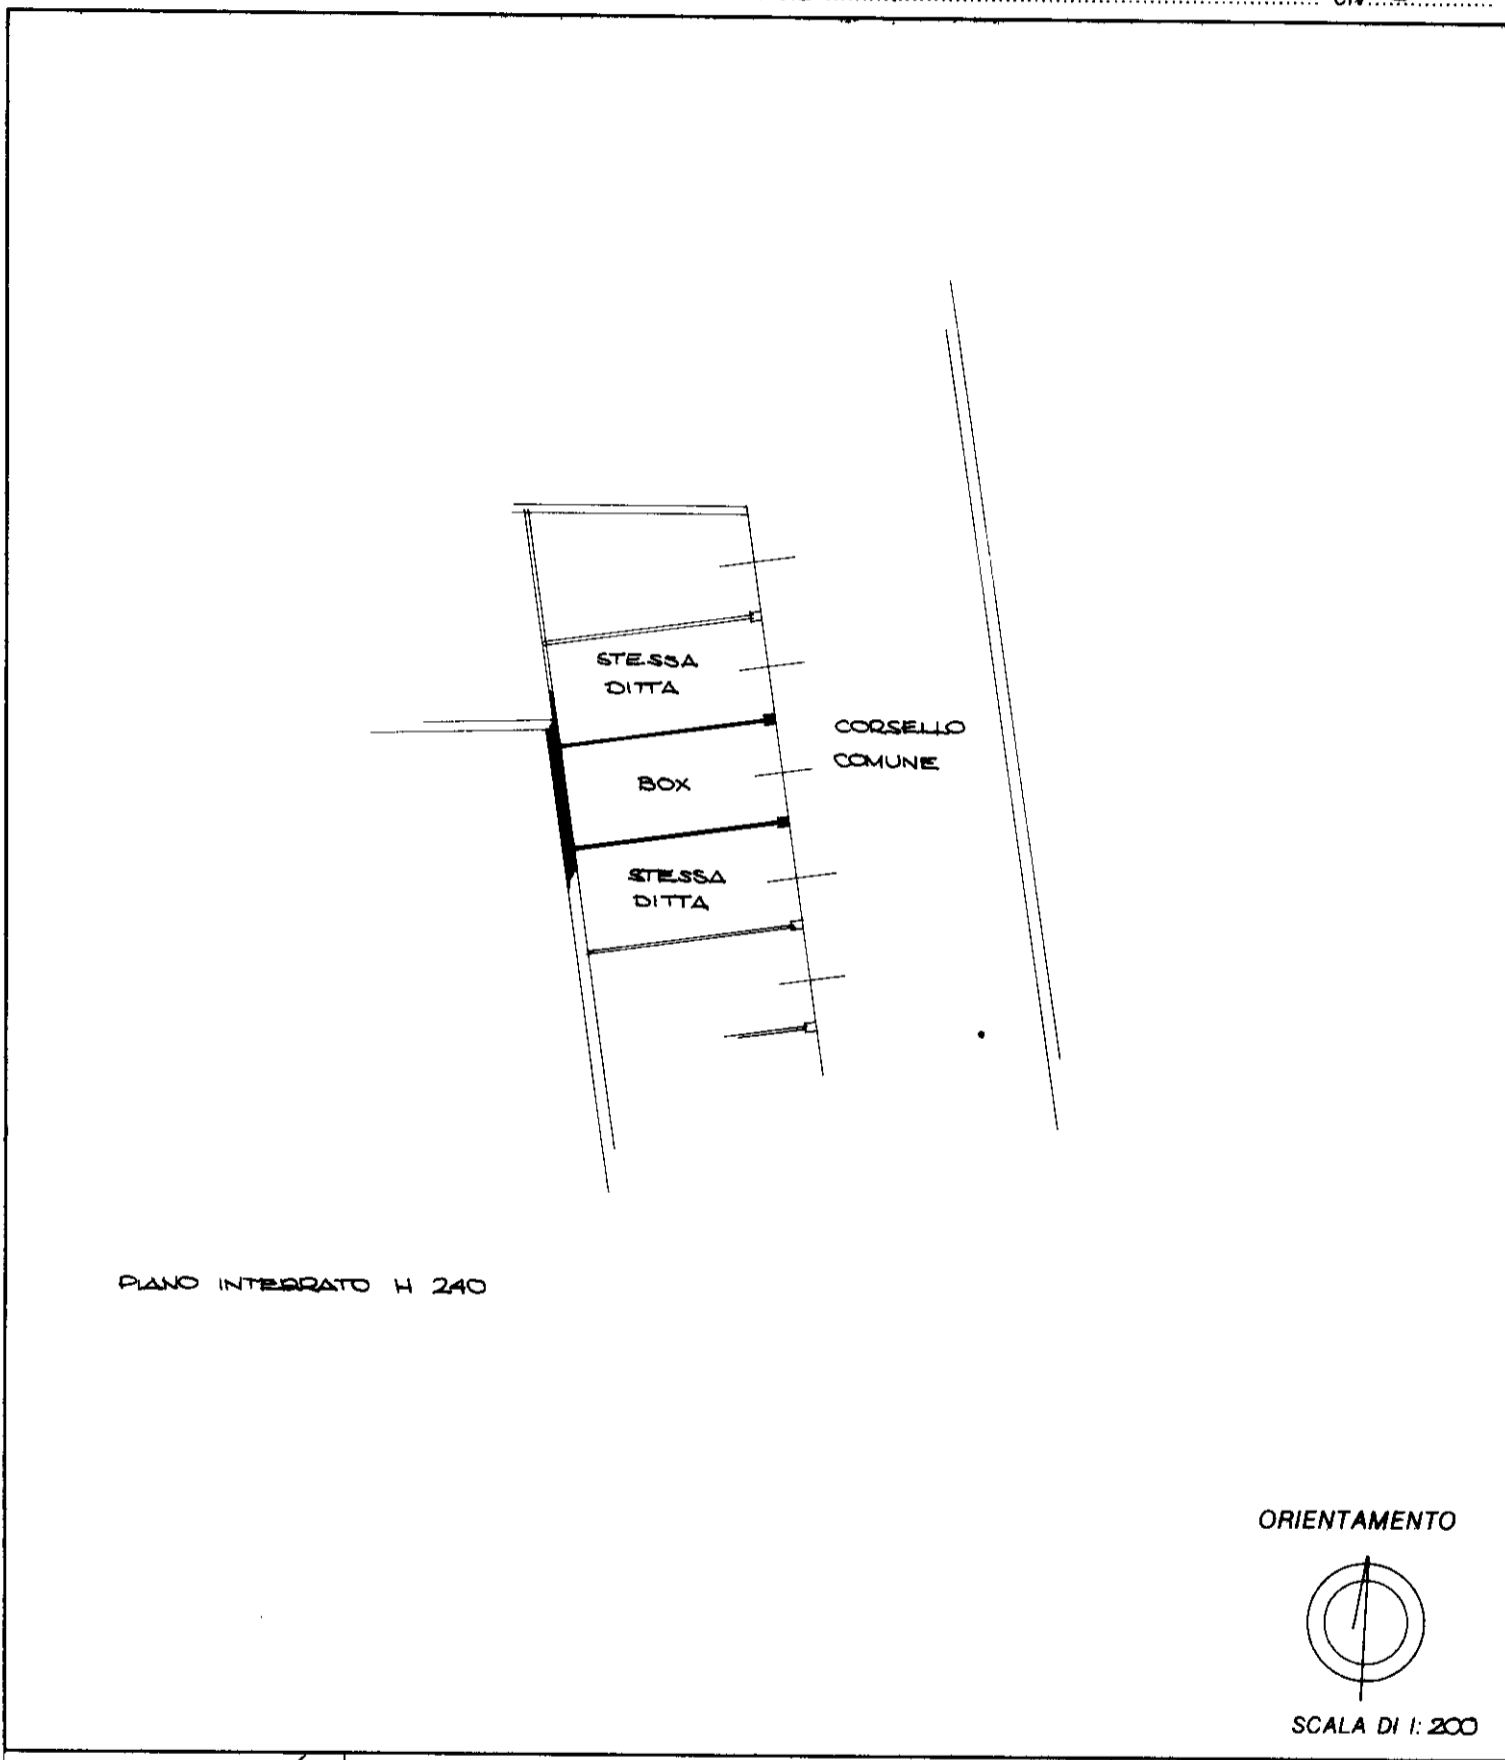 STESSA
DITTA
CORSELLO
COMUNE
BOX
STESSA
DITTA
PIANO INTERRATO H 240
ORIENTAMENTO
SCALA DI 1: 200